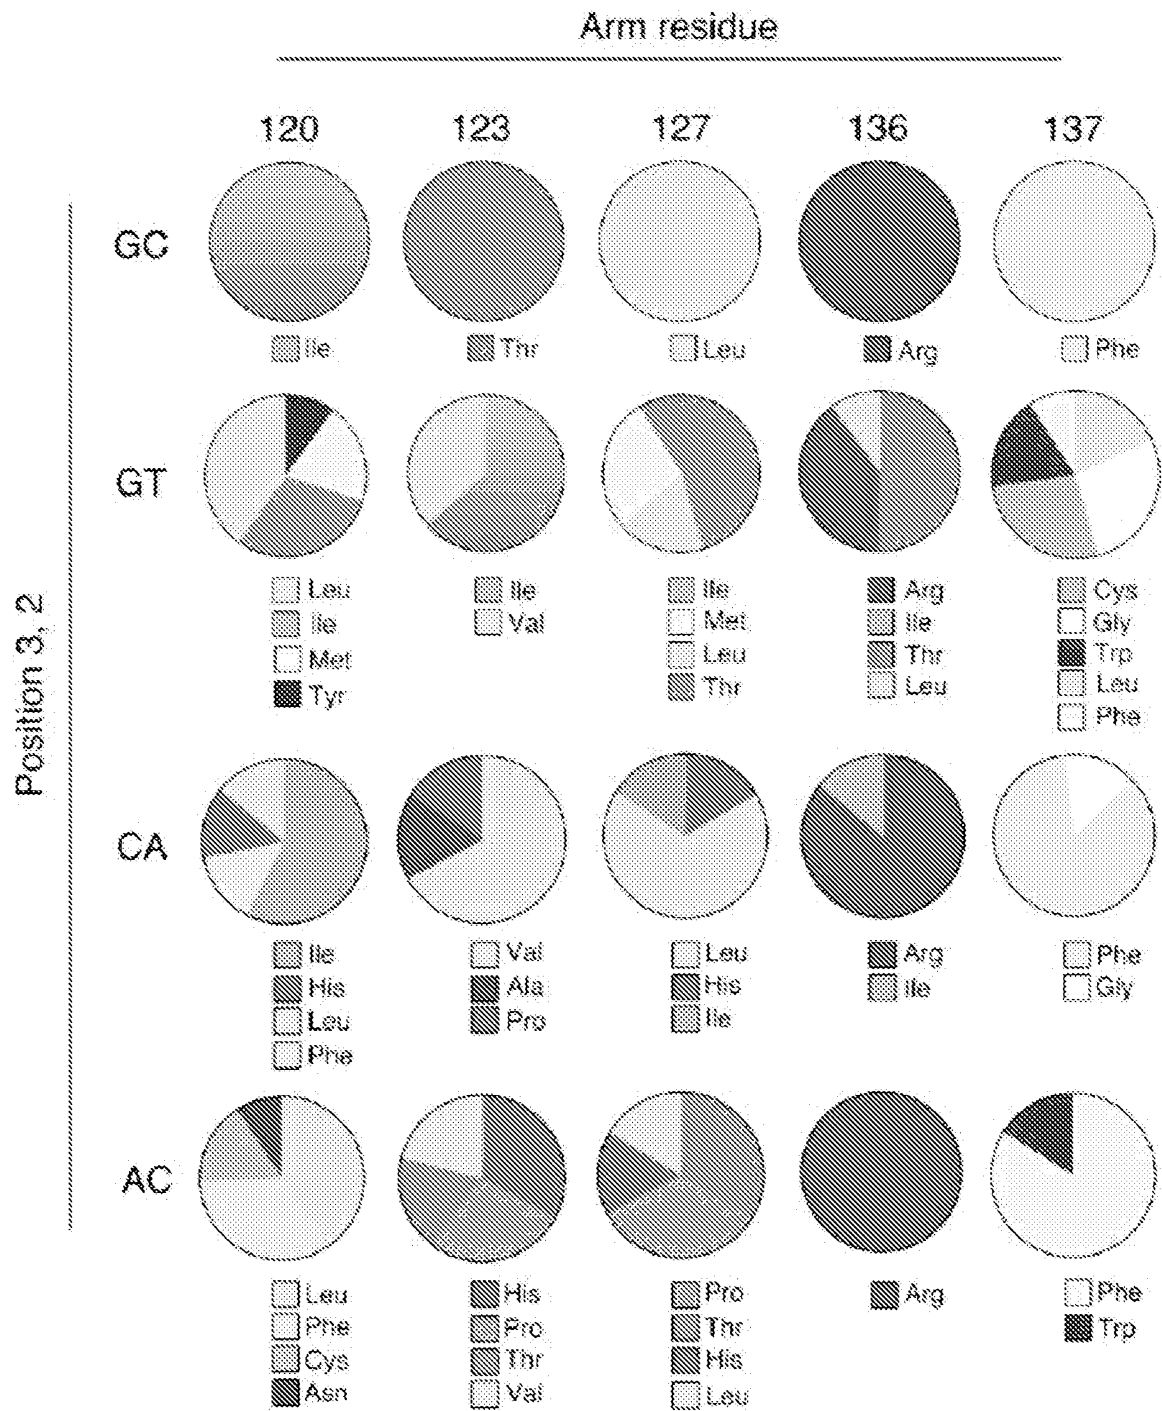 Arm residue
120 123 127 136 137
Position 3, 2
GC
Ile Thr Leu Arg Phe
GT
Leu Ile Ile Arg Cys
Ile Val Met Ile Gly
Met Leu Thr Trp
Tyr Thr Leu Leu
Phe
CA
Ile Val Leu Arg Phe
His Ala His Ile Gly
Leu Pro Ile
Phe
AC
Leu His Pro Arg Phe
Phe Pro Thr Trp
Cys Thr His
Asn Val Leu